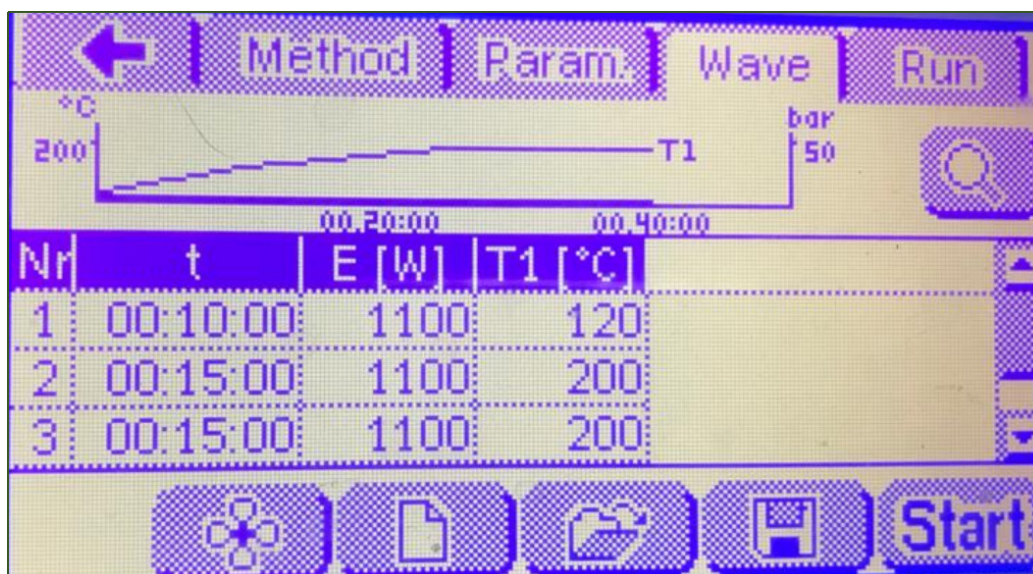 Method Param. Wave Run
°C bar
200 T1 50
00.20:00 00.40:00
Nr t E [W] T1 [°C]
1 00:10:00 1100 120
2 00:15:00 1100 200
3 00:15:00 1100 200
Start